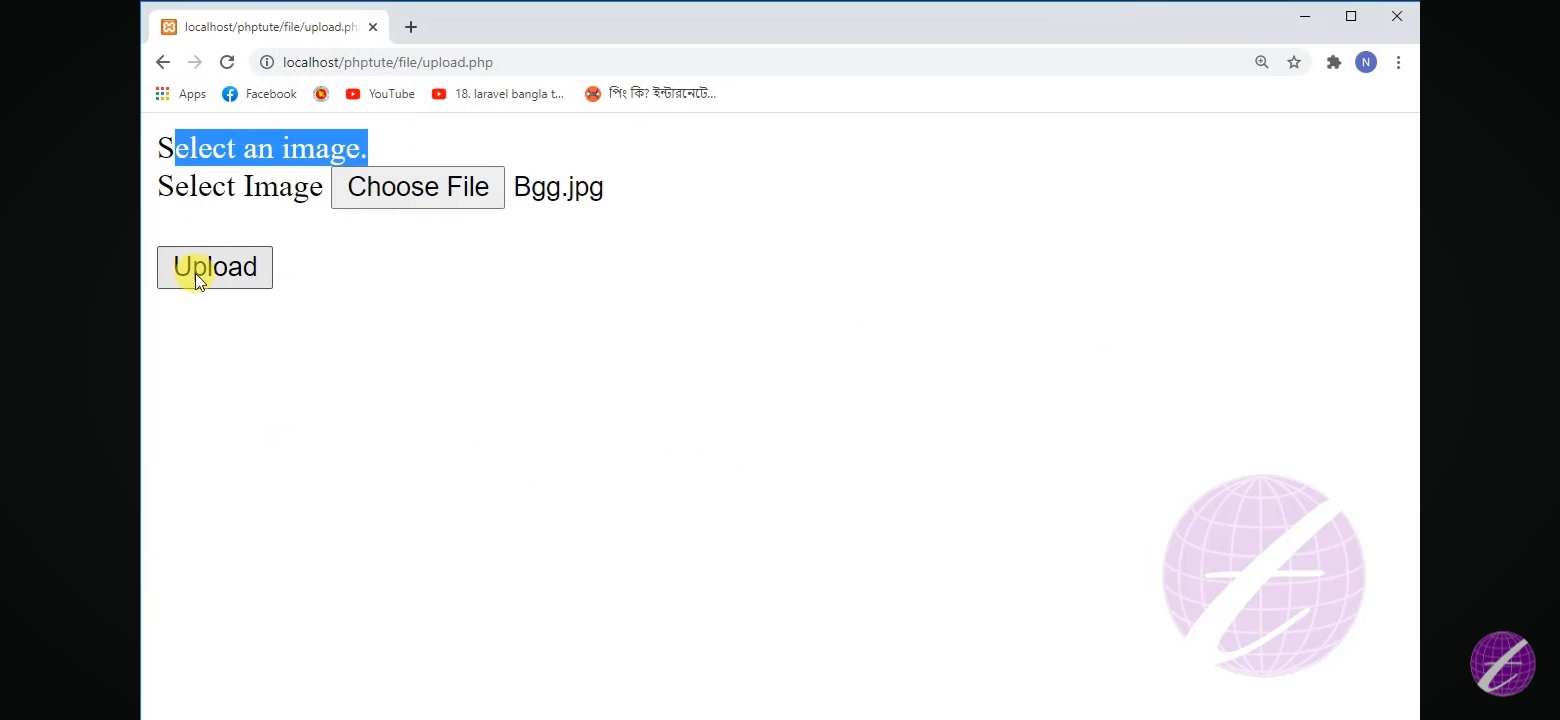 localhost/phptute/file/upload.ph
localhost/phptute/file/upload.php
N
Apps Facebook YouTube 18. laravel bangla t... পিং কি? ইন্টারনেটে...
Select an image.
Select Image Choose File Bgg.jpg
Upload